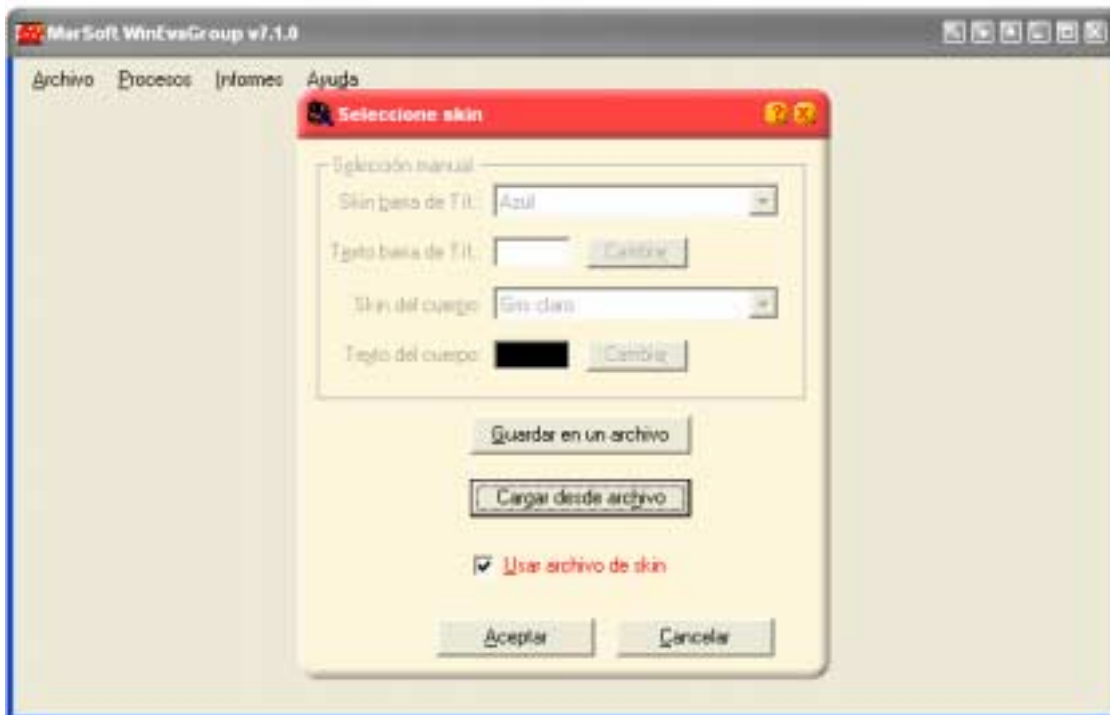 MarSoft WinEvaGroup v7.1.0
Archivo Procesos Informes Ayuda
Seleccione skin
Selección manual
Skin barra de Tít.: Azul
Texto barra de Tít.: Cambiar
Skin del cuerpo: Gris claro
Texto del cuerpo: Cambiar
Guardar en un archivo
Cargar desde archivo
Usar archivo de skin
Aceptar Cancelar